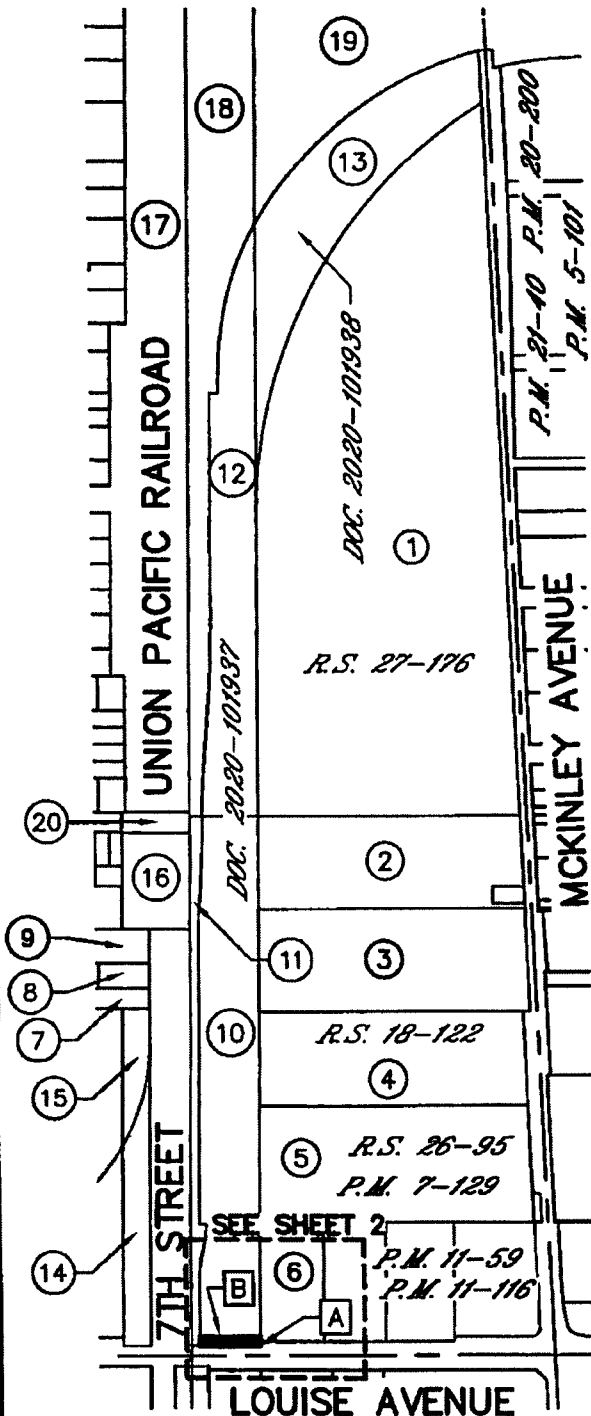 19
18
13
17
P.M. 20-200
P.M. 21-40
P.M. 5-101
UNION PACIFIC RAILROAD
DOC. 2020-101938
12
1
R.S. 27-176
MCKINLEY AVENUE
DOC. 2020-101937
20
2
16
9
11
3
8
7
10
R.S. 18-122
4
15
5
R.S. 26-95
P.M. 7-129
7TH STREET
SEE SHEET 2
6
P.M. 11-59
P.M. 11-116
14
B
A
LOUISE AVENUE